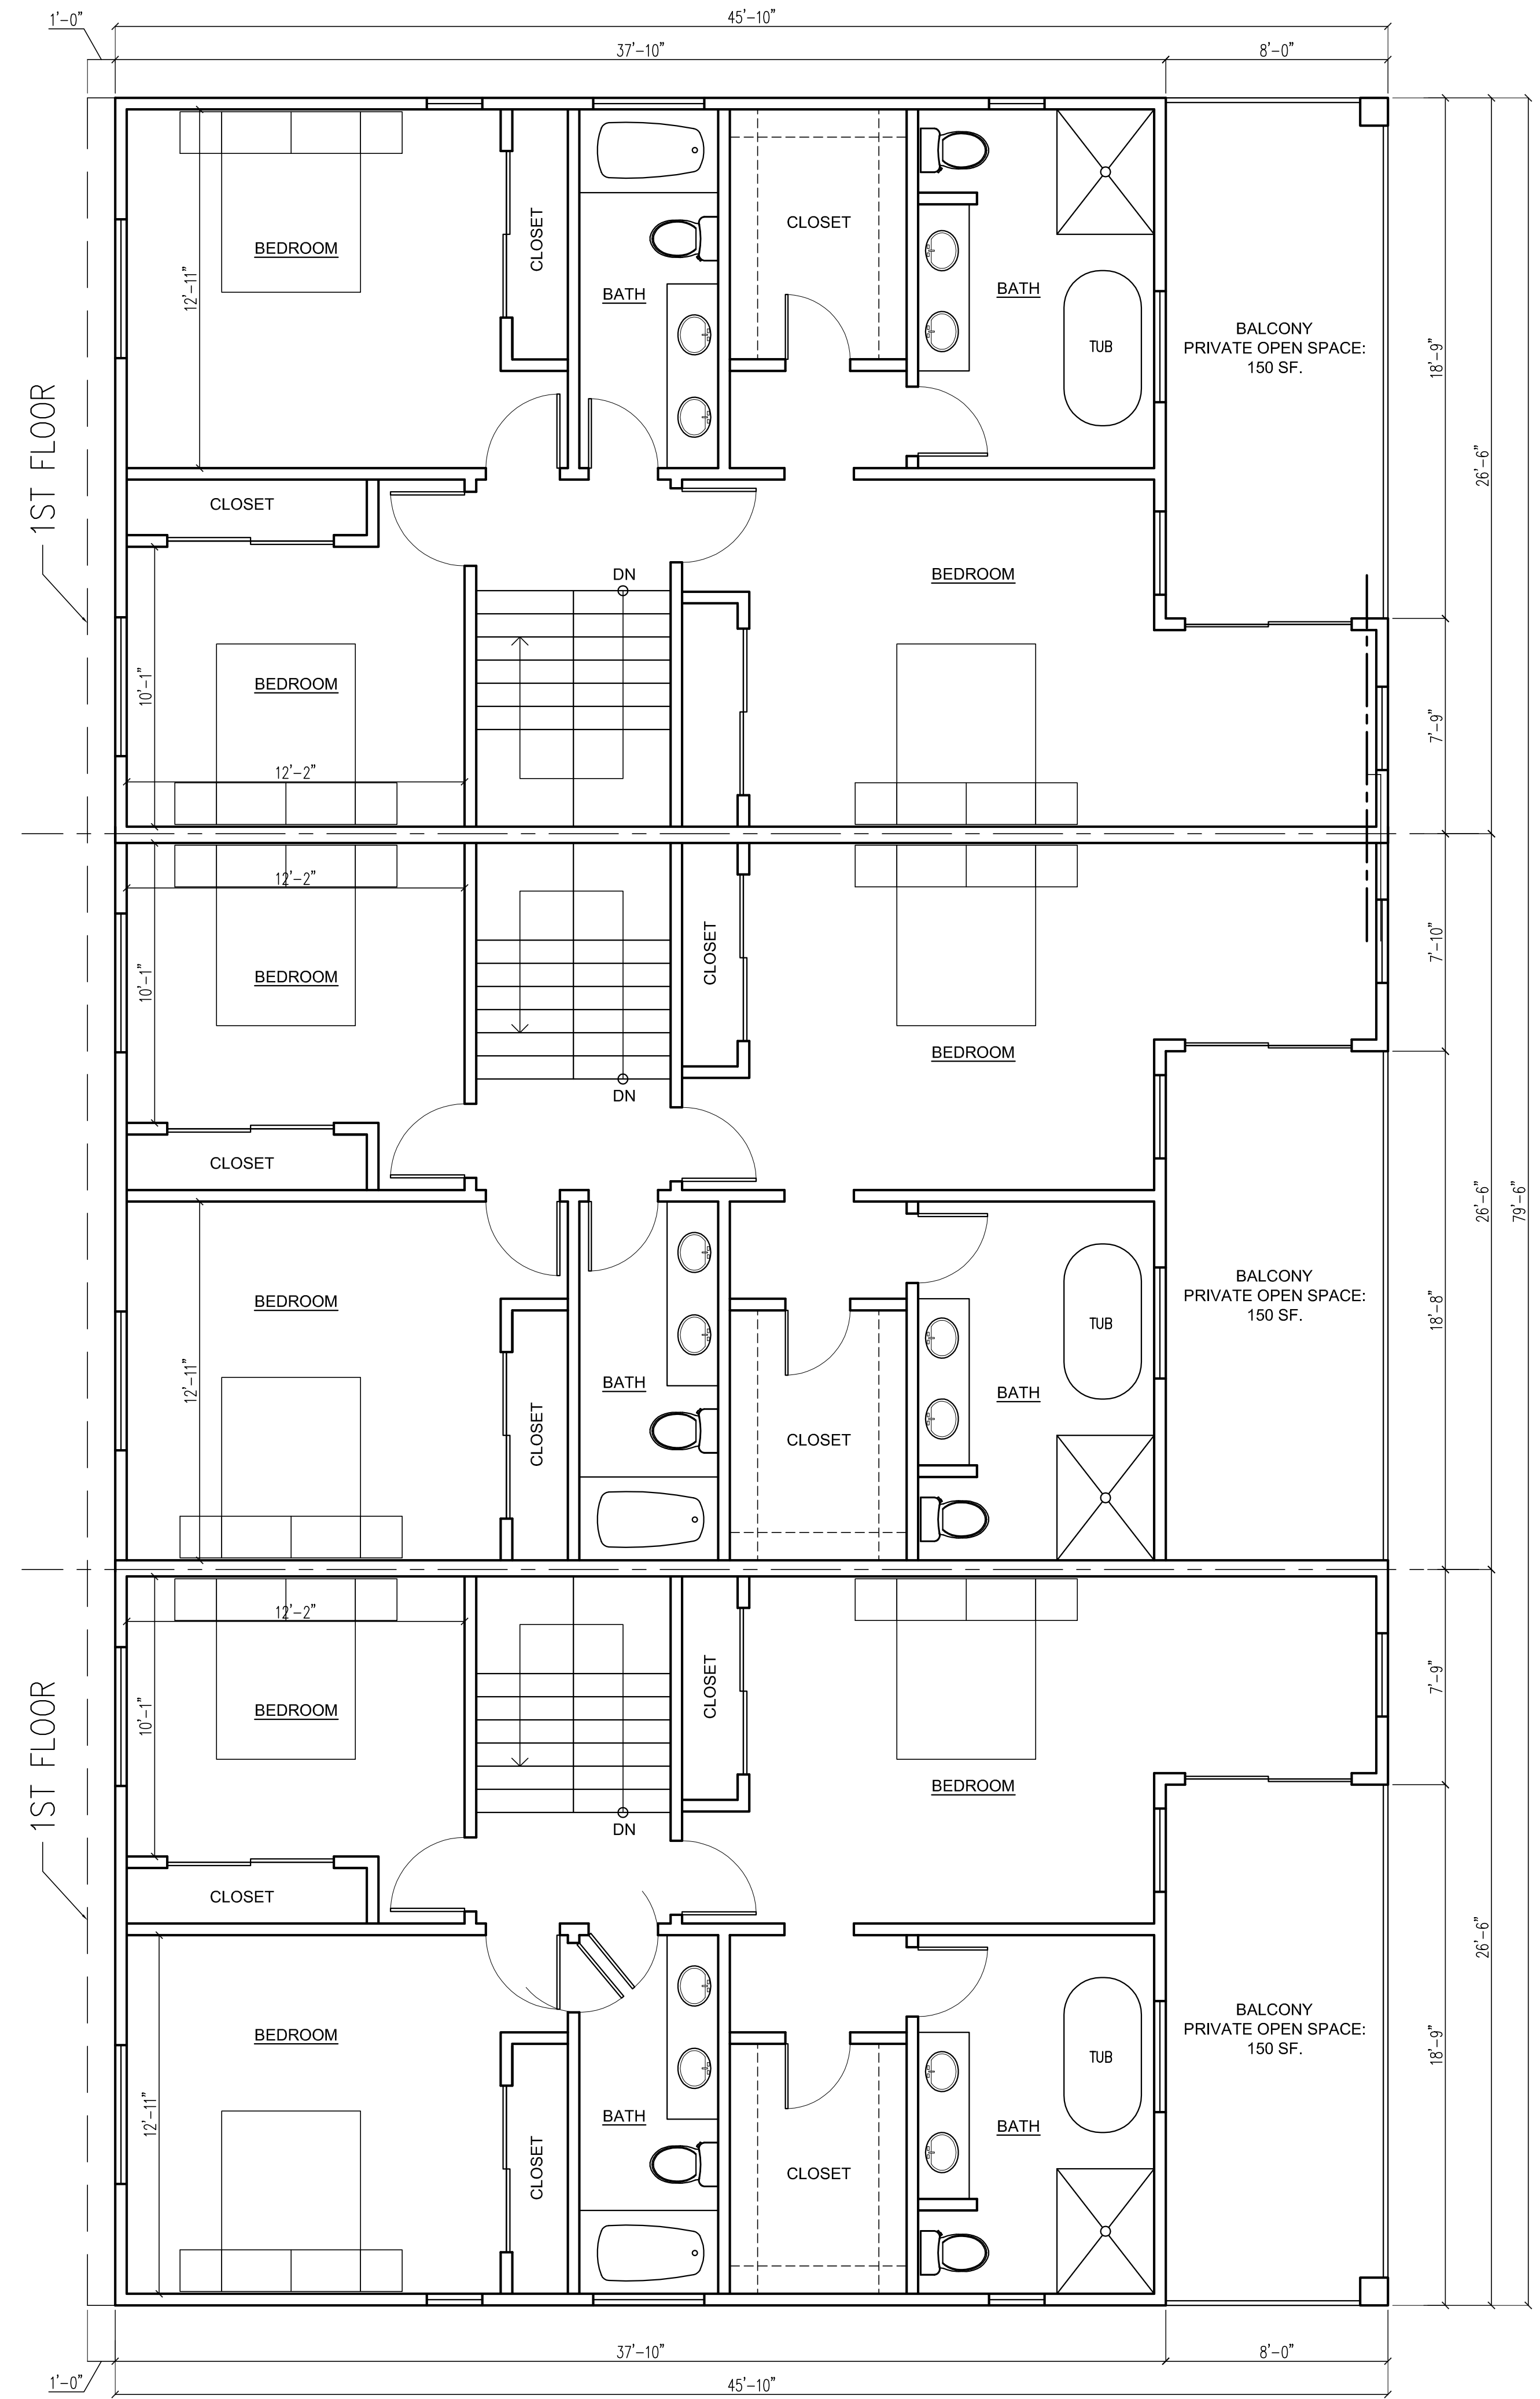 1'-0"
45'-10"
37'-10"
8'-0"
BEDROOM
12'-11"
CLOSET
BATH
CLOSET
BATH
TUB
BALCONY
PRIVATE OPEN SPACE:
150 SF.
18'-9"
1ST FLOOR
26'-6"
CLOSET
DN
BEDROOM
BEDROOM
10'-1"
12'-2"
7'-9"
12'-2"
BEDROOM
10'-1"
CLOSET
BEDROOM
7'-10"
DN
CLOSET
26'-6"
79'-6"
BEDROOM
12'-11"
CLOSET
BATH
CLOSET
BATH
TUB
BALCONY
PRIVATE OPEN SPACE:
150 SF.
18'-8"
12'-2"
1ST FLOOR
BEDROOM
10'-1"
CLOSET
BEDROOM
7'-9"
DN
CLOSET
26'-6"
BEDROOM
12'-11"
CLOSET
BATH
CLOSET
BATH
TUB
BALCONY
PRIVATE OPEN SPACE:
150 SF.
18'-9"
37'-10"
8'-0"
1'-0"
45'-10"